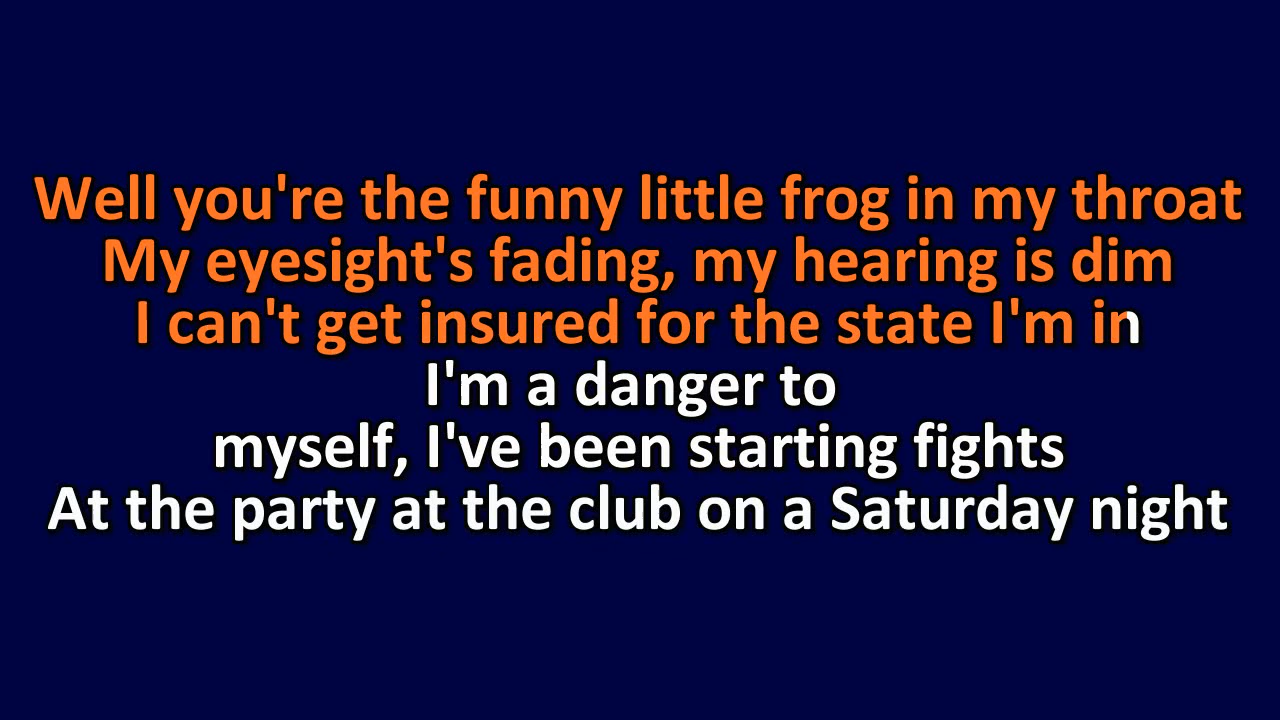 Well you're the funny little frog in my throat
My eyesight's fading, my hearing is dim
I can't get insured for the state I'm in
I'm a danger to
myself, I've been starting fights
At the party at the club on a Saturday night